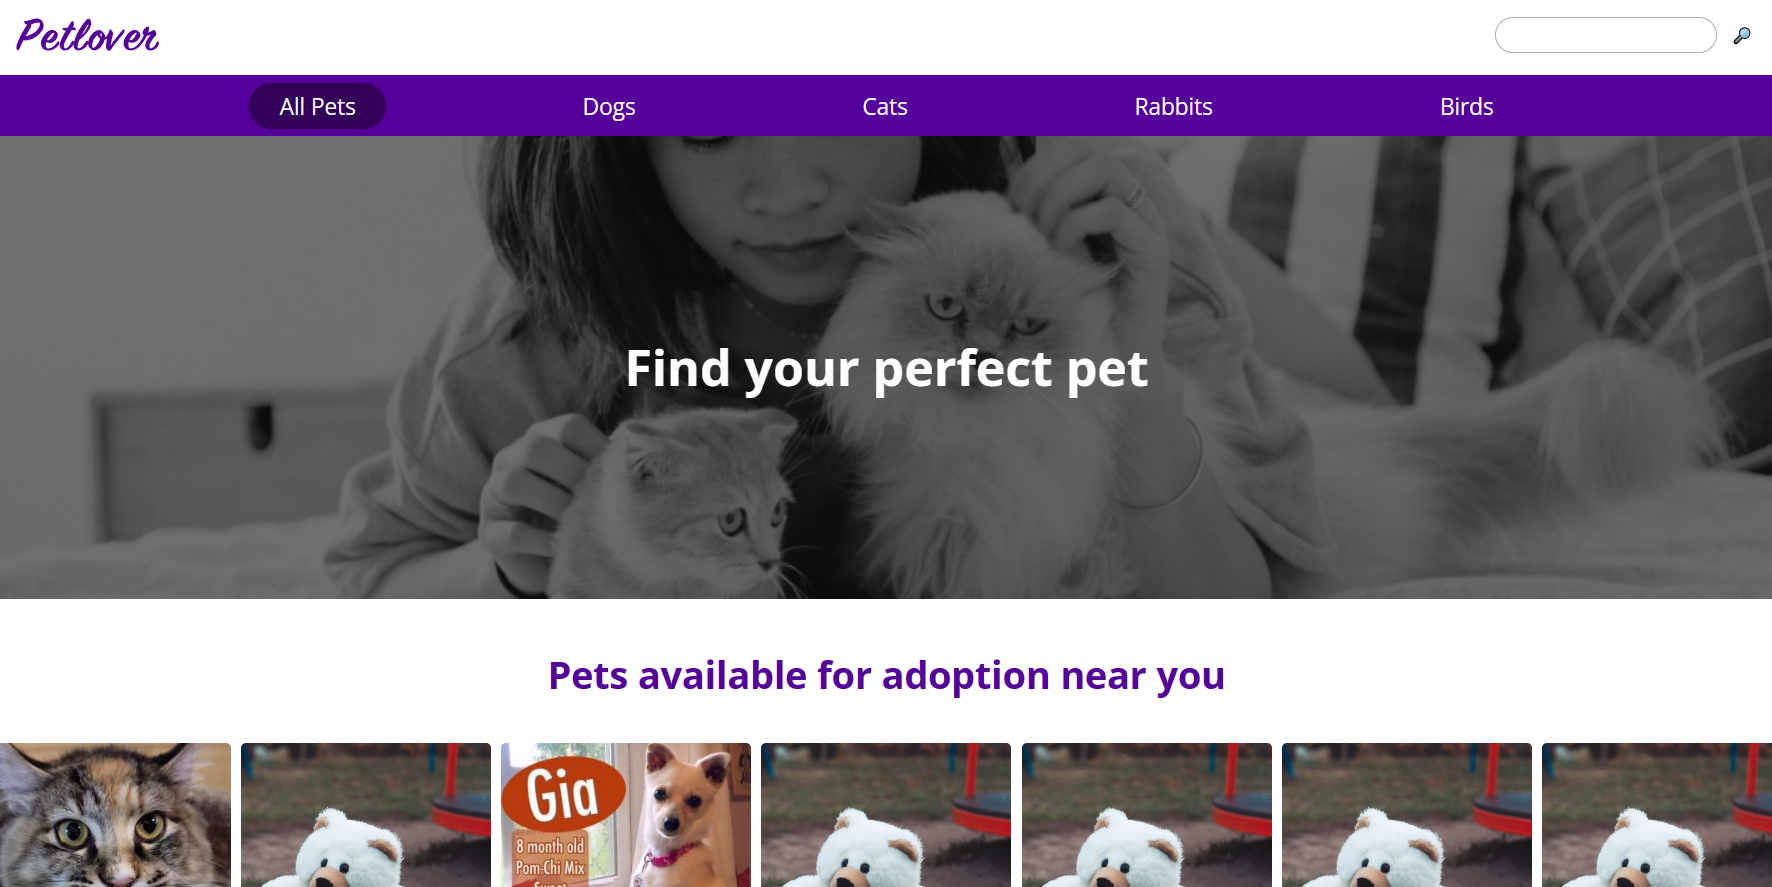 Petlover
All Pets Dogs Cats Rabbits Birds
Find your perfect pet
Pets available for adoption near you
Gia
8 month old
Pom-Chi Mix
Sweet